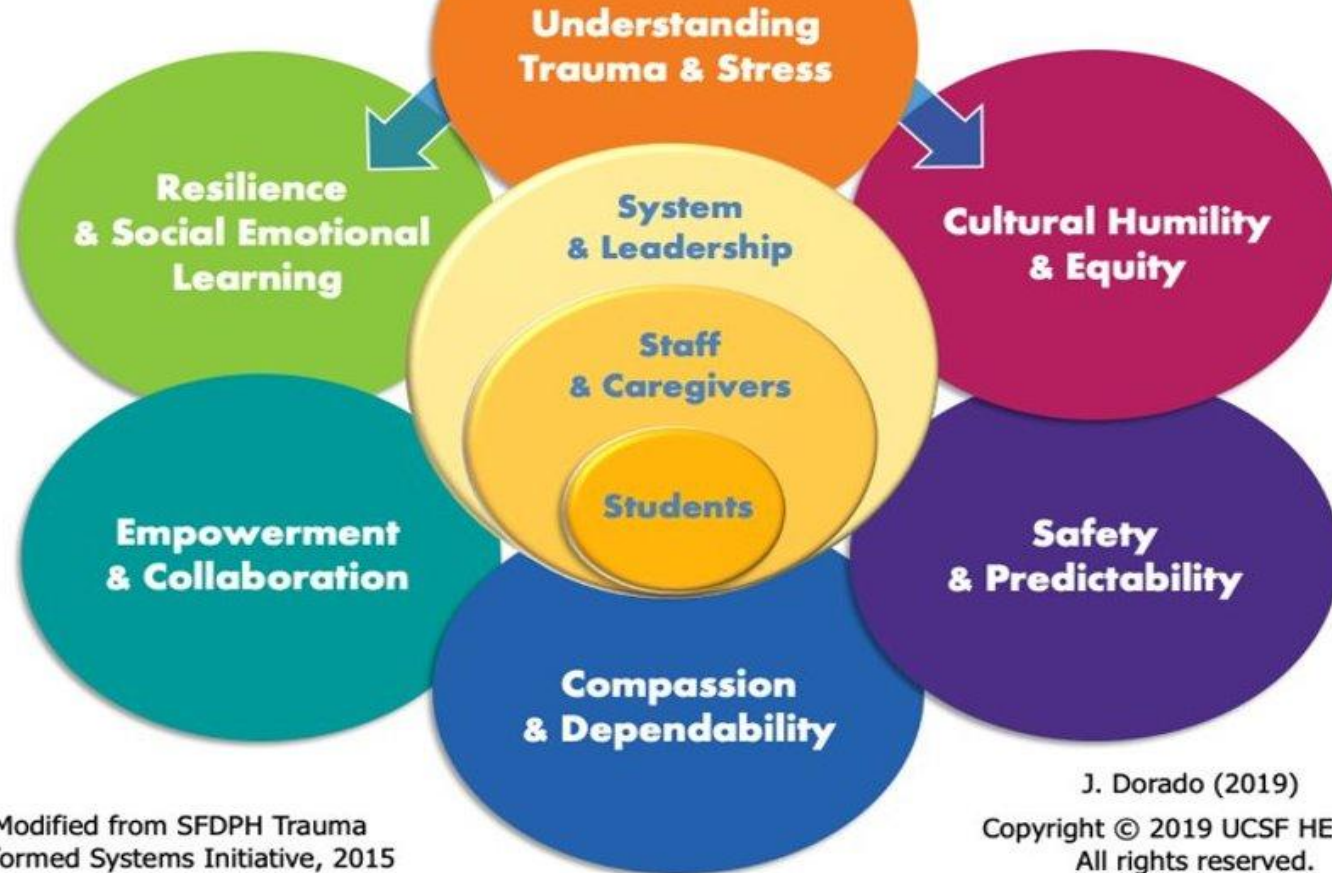 Understanding
Trauma & Stress
Resilience
& Social Emotional
Learning
System
& Leadership
Cultural Humility
& Equity
Staff
& Caregivers
Students
Empowerment
& Collaboration
Safety
& Predictability
Compassion
& Dependability
Modified from SFDPH Trauma
formed Systems Initiative, 2015
J. Dorado (2019)
Copyright © 2019 UCSF HE
All rights reserved.